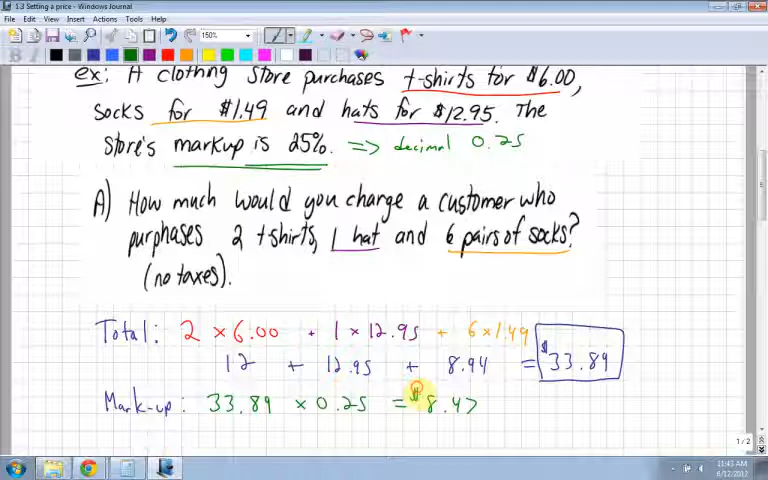 1.3 Setting a price - Windows Journal
File Edit View Insert Actions Tools Help
150%
B I
ex: A clothing store purchases t-shirts for $6.00,
socks for $1.49 and hats for $12.95. The
store's markup is 25%. => decimal 0.25
A) How much would you charge a customer who
purphases 2 t-shirts, 1 hat and 6 pairs of socks?
(no taxes).
Total: 2 × 6.00 + 1 × 12.95 + 6 × 1.49
12 + 12.95 + 8.94 = $33.89
Mark-up: 33.89 × 0.25 = $8.47
1 / 2
11:43 AM
6/12/2012